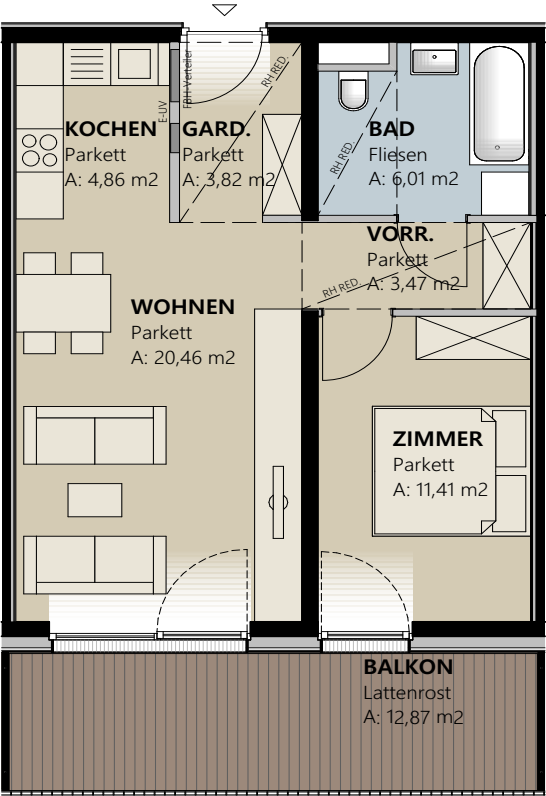 FBH-Verteiler
E-UV
RH RED.
KOCHEN
Parkett
A: 4,86 m2
GARD.
Parkett
A: 3,82 m2
BAD
Fliesen
A: 6,01 m2
RH RED.
VORR.
Parkett
A: 3,47 m2
RH RED.
WOHNEN
Parkett
A: 20,46 m2
ZIMMER
Parkett
A: 11,41 m2
BALKON
Lattenrost
A: 12,87 m2